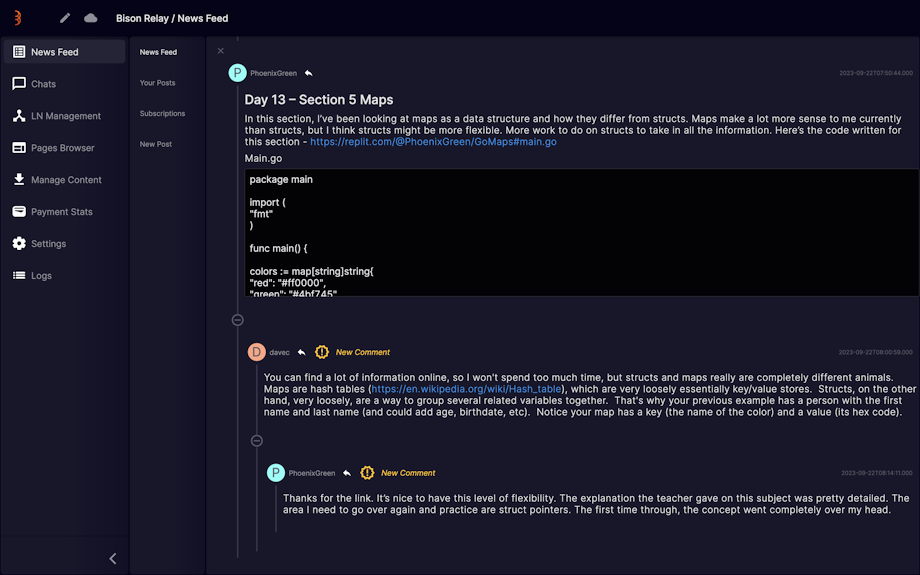 Bison Relay / News Feed
News Feed
Chats
LN Management
Pages Browser
Manage Content
Payment Stats
Settings
Logs
News Feed
Your Posts
Subscriptions
New Post
P PhoenixGreen 2023-09-22T07:50:44.000
Day 13 – Section 5 Maps
In this section, I've been looking at maps as a data structure and how they differ from structs. Maps make a lot more sense to me currently
than structs, but I think structs might be more flexible. More work to do on structs to take in all the information. Here's the code written for
this section - https://replit.com/@PhoenixGreen/GoMaps#main.go
Main.go
package main
import (
"fmt"
)
func main() {
colors := map[string]string{
"red": "#ff0000",
"green": "#4bf745",
D davec New Comment 2023-09-22T08:00:59.000
You can find a lot of information online, so I won't spend too much time, but structs and maps really are completely different animals.
Maps are hash tables (https://en.wikipedia.org/wiki/Hash_table), which are very loosely essentially key/value stores. Structs, on the other
hand, very loosely, are a way to group several related variables together. That's why your previous example has a person with the first
name and last name (and could add age, birthdate, etc). Notice your map has a key (the name of the color) and a value (its hex code).
P PhoenixGreen New Comment 2023-09-22T08:14:11.000
Thanks for the link. It's nice to have this level of flexibility. The explanation the teacher gave on this subject was pretty detailed. The
area I need to go over again and practice are struct pointers. The first time through, the concept went completely over my head.